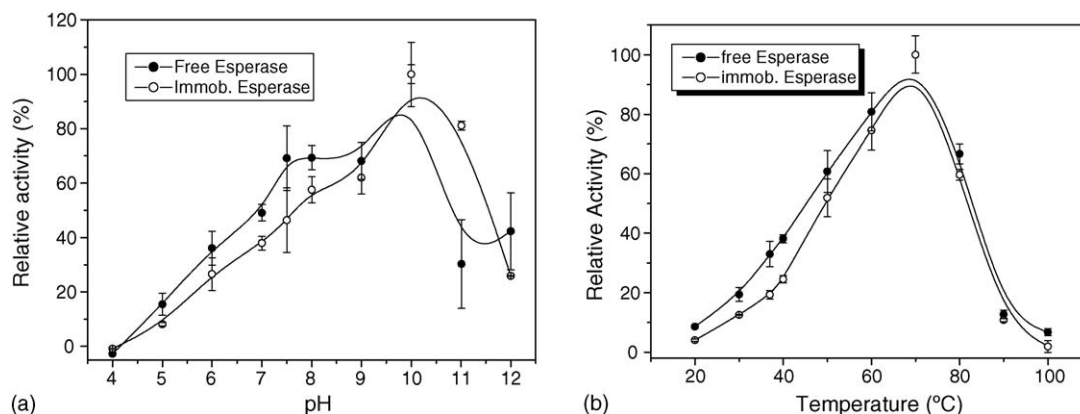 120
100
80
60
40
20
0
Relative activity (%)
Free Esperase
Immob. Esperase
4 5 6 7 8 9 10 11 12
(a)
pH
100
80
60
40
20
0
Relative Activity (%)
free Esperase
immob. Esperase
20 40 60 80 100
(b)
Temperature (ºC)